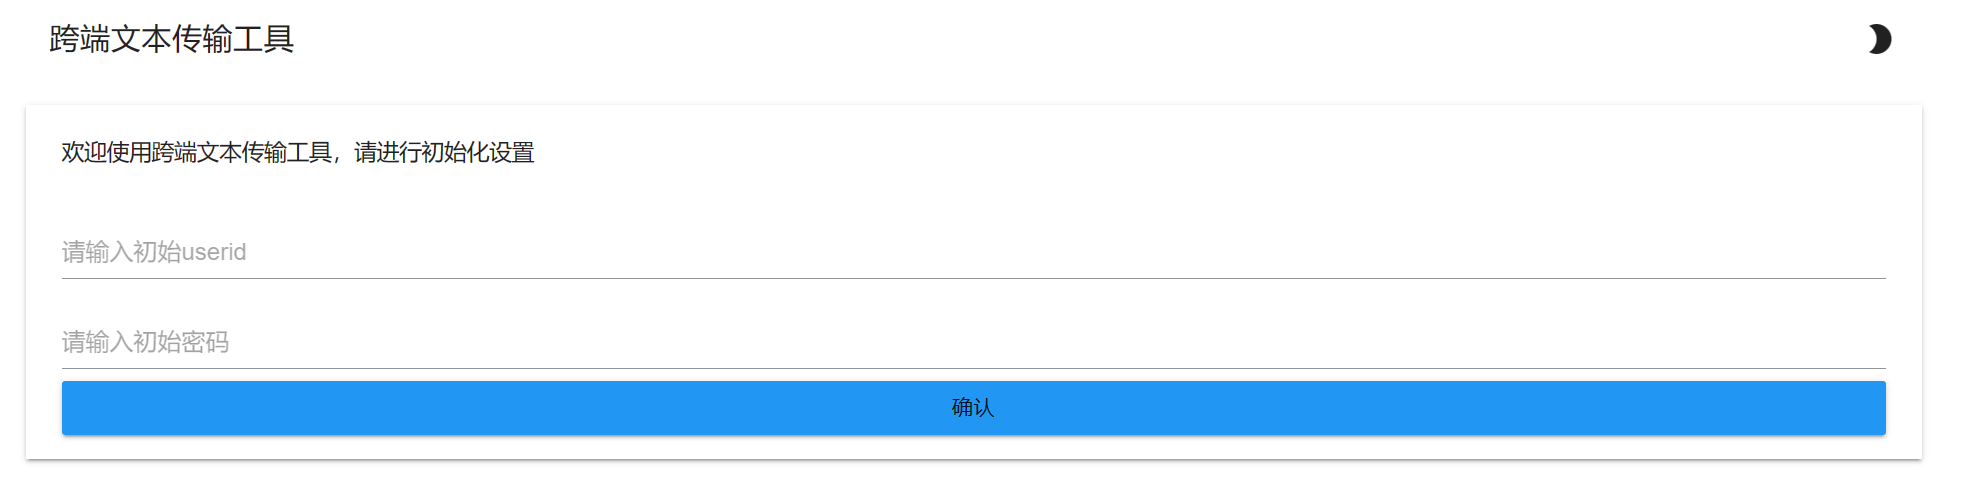 跨端文本传输工具
欢迎使用跨端文本传输工具，请进行初始化设置
请输入初始userid
请输入初始密码
确认